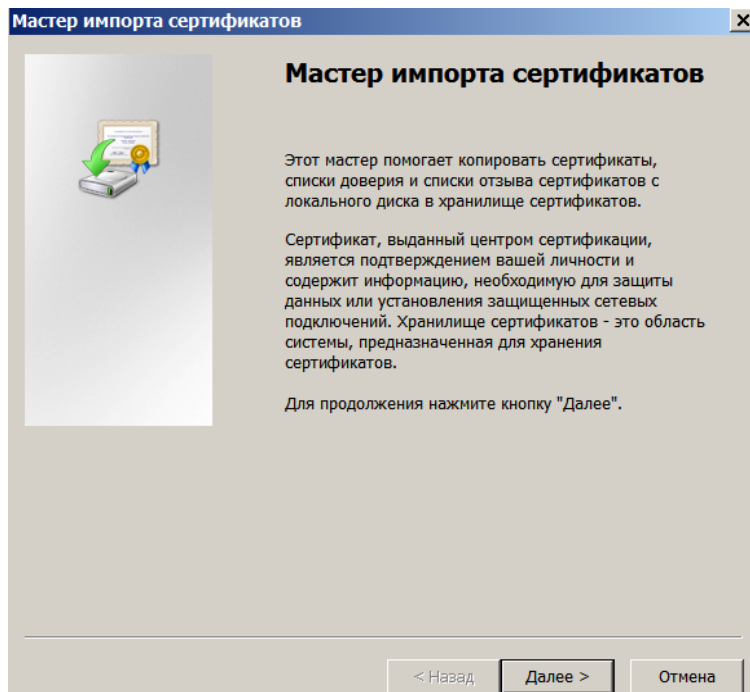 Мастер импорта сертификатов
Мастер импорта сертификатов
Этот мастер помогает копировать сертификаты,
списки доверия и списки отзыва сертификатов с
локального диска в хранилище сертификатов.
Сертификат, выданный центром сертификации,
является подтверждением вашей личности и
содержит информацию, необходимую для защиты
данных или установления защищенных сетевых
подключений. Хранилище сертификатов - это область
системы, предназначенная для хранения
сертификатов.
Для продолжения нажмите кнопку "Далее".
< Назад
Далее >
Отмена